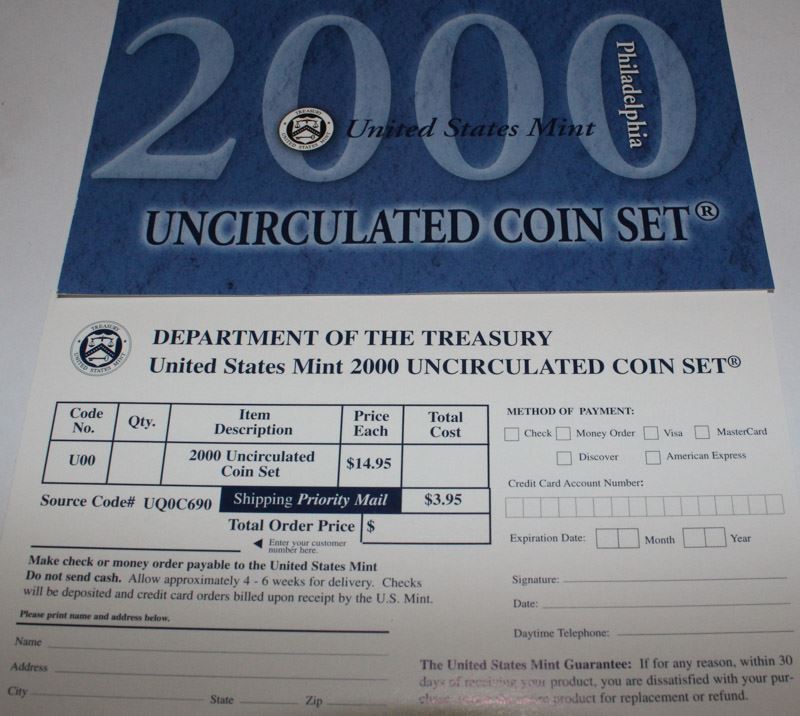 2000
Philadelphia
United States Mint
UNCIRCULATED COIN SET®
DEPARTMENT OF THE TREASURY
United States Mint 2000 UNCIRCULATED COIN SET®
Code No. Qty. Item Description Price Each Total Cost
U00 2000 Uncirculated Coin Set $14.95
Source Code# UQ0C690 Shipping Priority Mail $3.95
Total Order Price $
Enter your customer
number here.
Make check or money order payable to the United States Mint
Do not send cash. Allow approximately 4 - 6 weeks for delivery. Checks
will be deposited and credit card orders billed upon receipt by the U.S. Mint.
Please print name and address below.
Name
Address
City State Zip
METHOD OF PAYMENT:
Check Money Order Visa MasterCard
Discover American Express
Credit Card Account Number:
Expiration Date: Month Year
Signature:
Date:
Daytime Telephone:
The United States Mint Guarantee: If for any reason, within 30
days of receiving your product, you are dissatisfied with your pur-
product for replacement or refund.